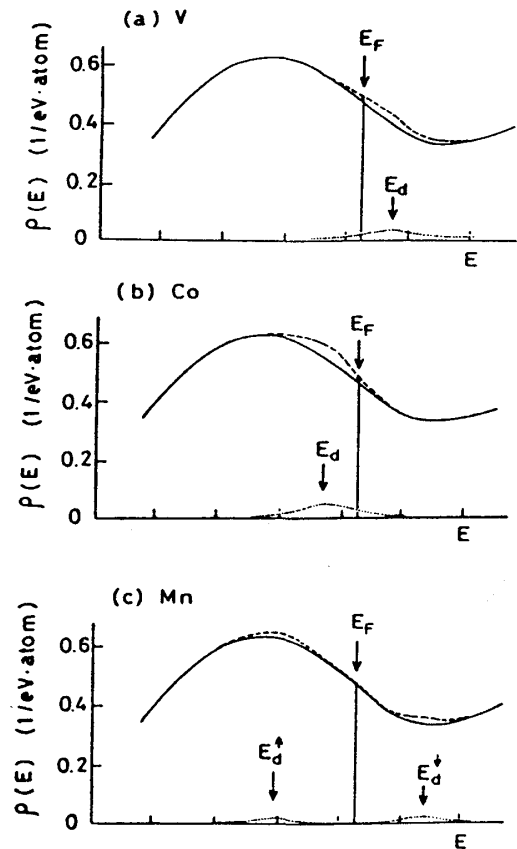 (a) V
ρ(E) (1/eV·atom)
0.6
0.4
0.2
0
E_F
E_d
E
(b) Co
ρ(E) (1/eV·atom)
0.6
0.4
0.2
0
E_F
E_d
E
(c) Mn
ρ(E) (1/eV·atom)
0.6
0.4
0.2
0
E_F
E_d↑
E_d↓
E